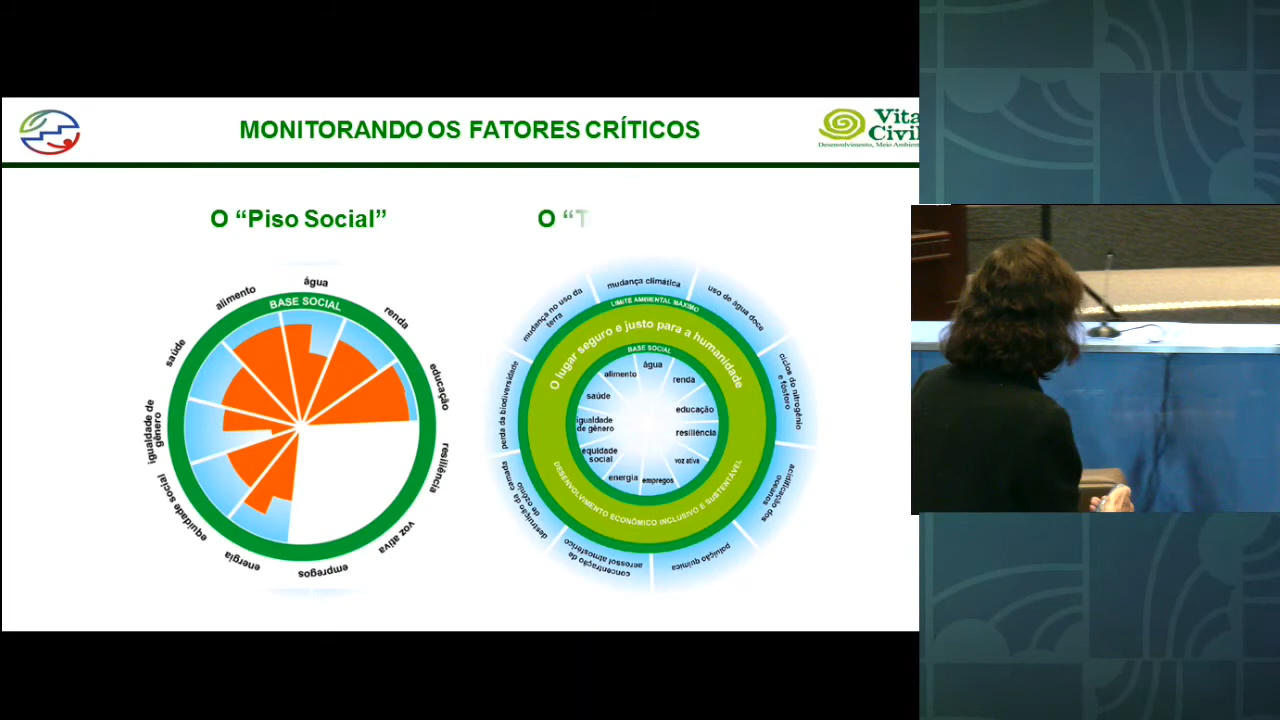 MONITORANDO OS FATORES CRÍTICOS
Vita
Civil
Desenvolvimento, Meio Ambien
O “Piso Social”
O “T
BASE SOCIAL
água
renda
educação
resiliência
voz ativa
empregos
energia
equidade social
igualdade de
gênero
saúde
alimento
mudança climática
uso de água doce
ciclos do nitrogênio
e fósforo
acidificação dos
oceanos
poluição química
concentração de
aerossol atmosférico
destruição da camada
de ozônio
perda da biodiversidade
mudança no uso da
terra
LIMITE AMBIENTAL MÁXIMO
O lugar seguro e justo para a humanidade
BASE SOCIAL
água
renda
educação
resiliência
voz ativa
empregos
energia
equidade
social
igualdade
de gênero
saúde
alimento
DESENVOLVIMENTO ECONÔMICO INCLUSIVO E SUSTENTÁVEL